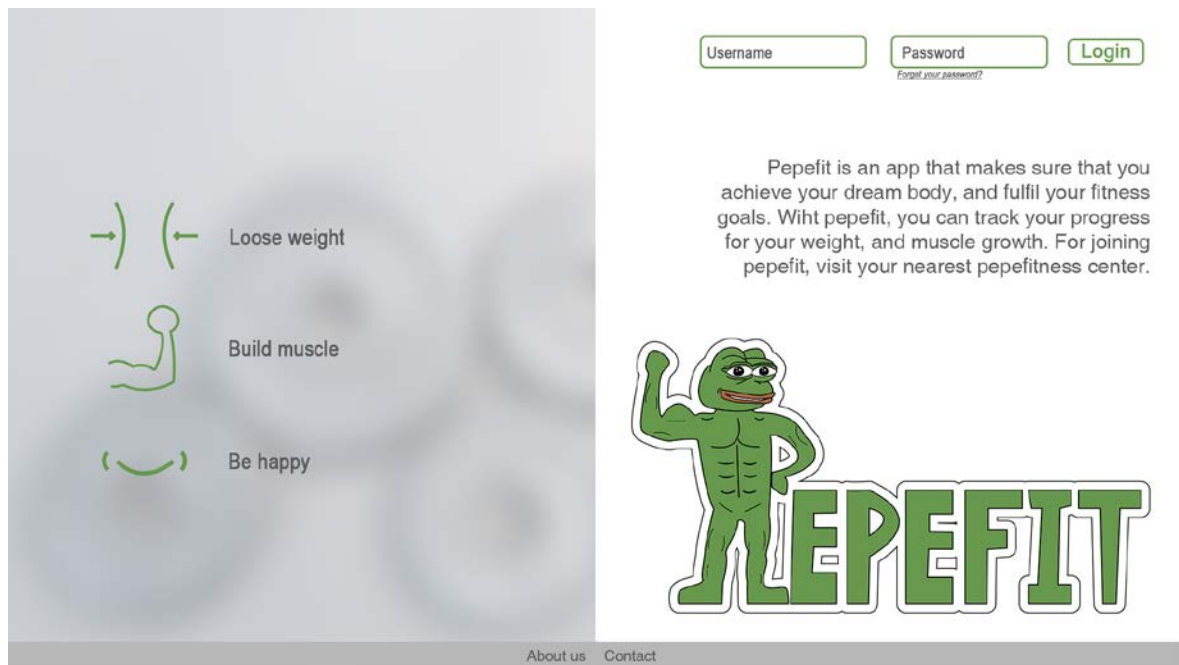 Username
Password
Login
Forgot your password?
Loose weight
Build muscle
Be happy
Pepefit is an app that makes sure that you
achieve your dream body, and fulfil your fitness
goals. Wiht pepefit, you can track your progress
for your weight, and muscle growth. For joining
pepefit, visit your nearest pepefitness center.
EPEFIT
About us Contact